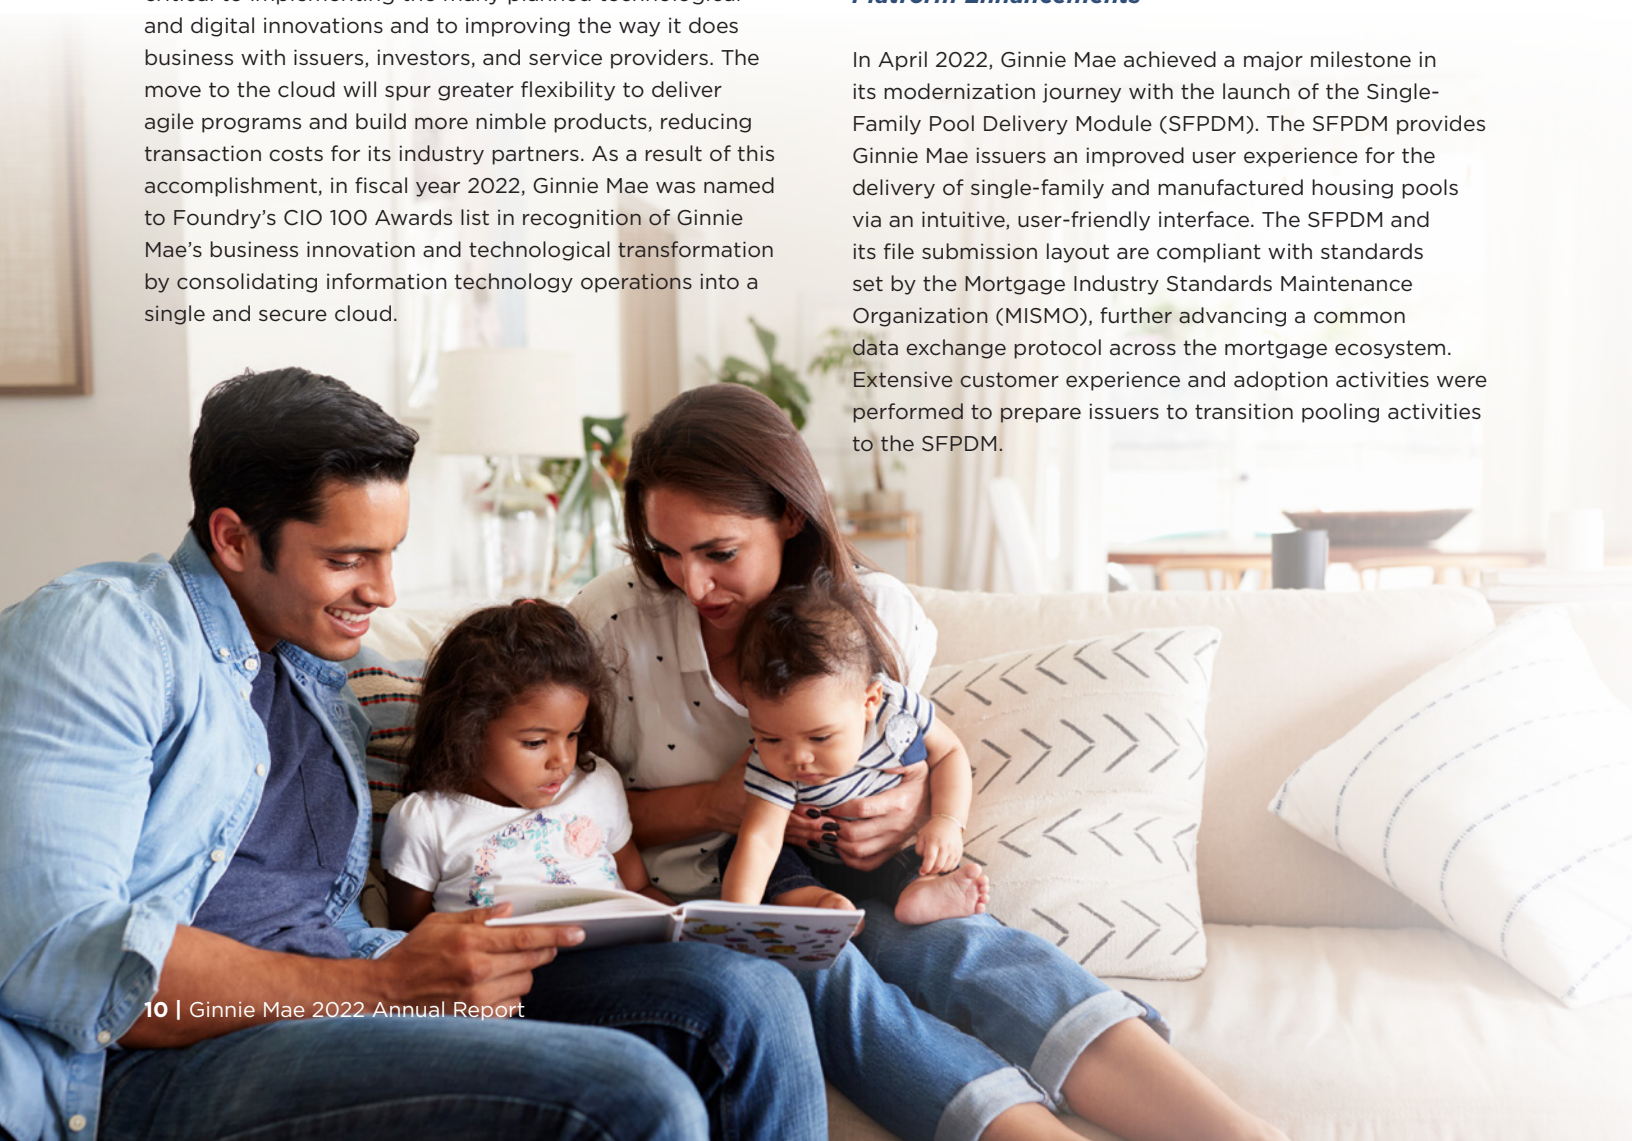 critical to implementing the many planned technological
and digital innovations and to improving the way it does
business with issuers, investors, and service providers. The
move to the cloud will spur greater flexibility to deliver
agile programs and build more nimble products, reducing
transaction costs for its industry partners. As a result of this
accomplishment, in fiscal year 2022, Ginnie Mae was named
to Foundry’s CIO 100 Awards list in recognition of Ginnie
Mae’s business innovation and technological transformation
by consolidating information technology operations into a
single and secure cloud.
Platform Enhancements
In April 2022, Ginnie Mae achieved a major milestone in
its modernization journey with the launch of the Single-
Family Pool Delivery Module (SFPDM). The SFPDM provides
Ginnie Mae issuers an improved user experience for the
delivery of single-family and manufactured housing pools
via an intuitive, user-friendly interface. The SFPDM and
its file submission layout are compliant with standards
set by the Mortgage Industry Standards Maintenance
Organization (MISMO), further advancing a common
data exchange protocol across the mortgage ecosystem.
Extensive customer experience and adoption activities were
performed to prepare issuers to transition pooling activities
to the SFPDM.
10 | Ginnie Mae 2022 Annual Report